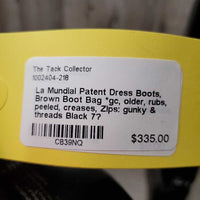 The Tack Collector
1002404-218
La Mundial Patent Dress Boots,
Brown Boot Bag *gc, older, rubs,
peeled, creases, Zips: gunky &
threads Black 7?
$335.00
CB39NQ